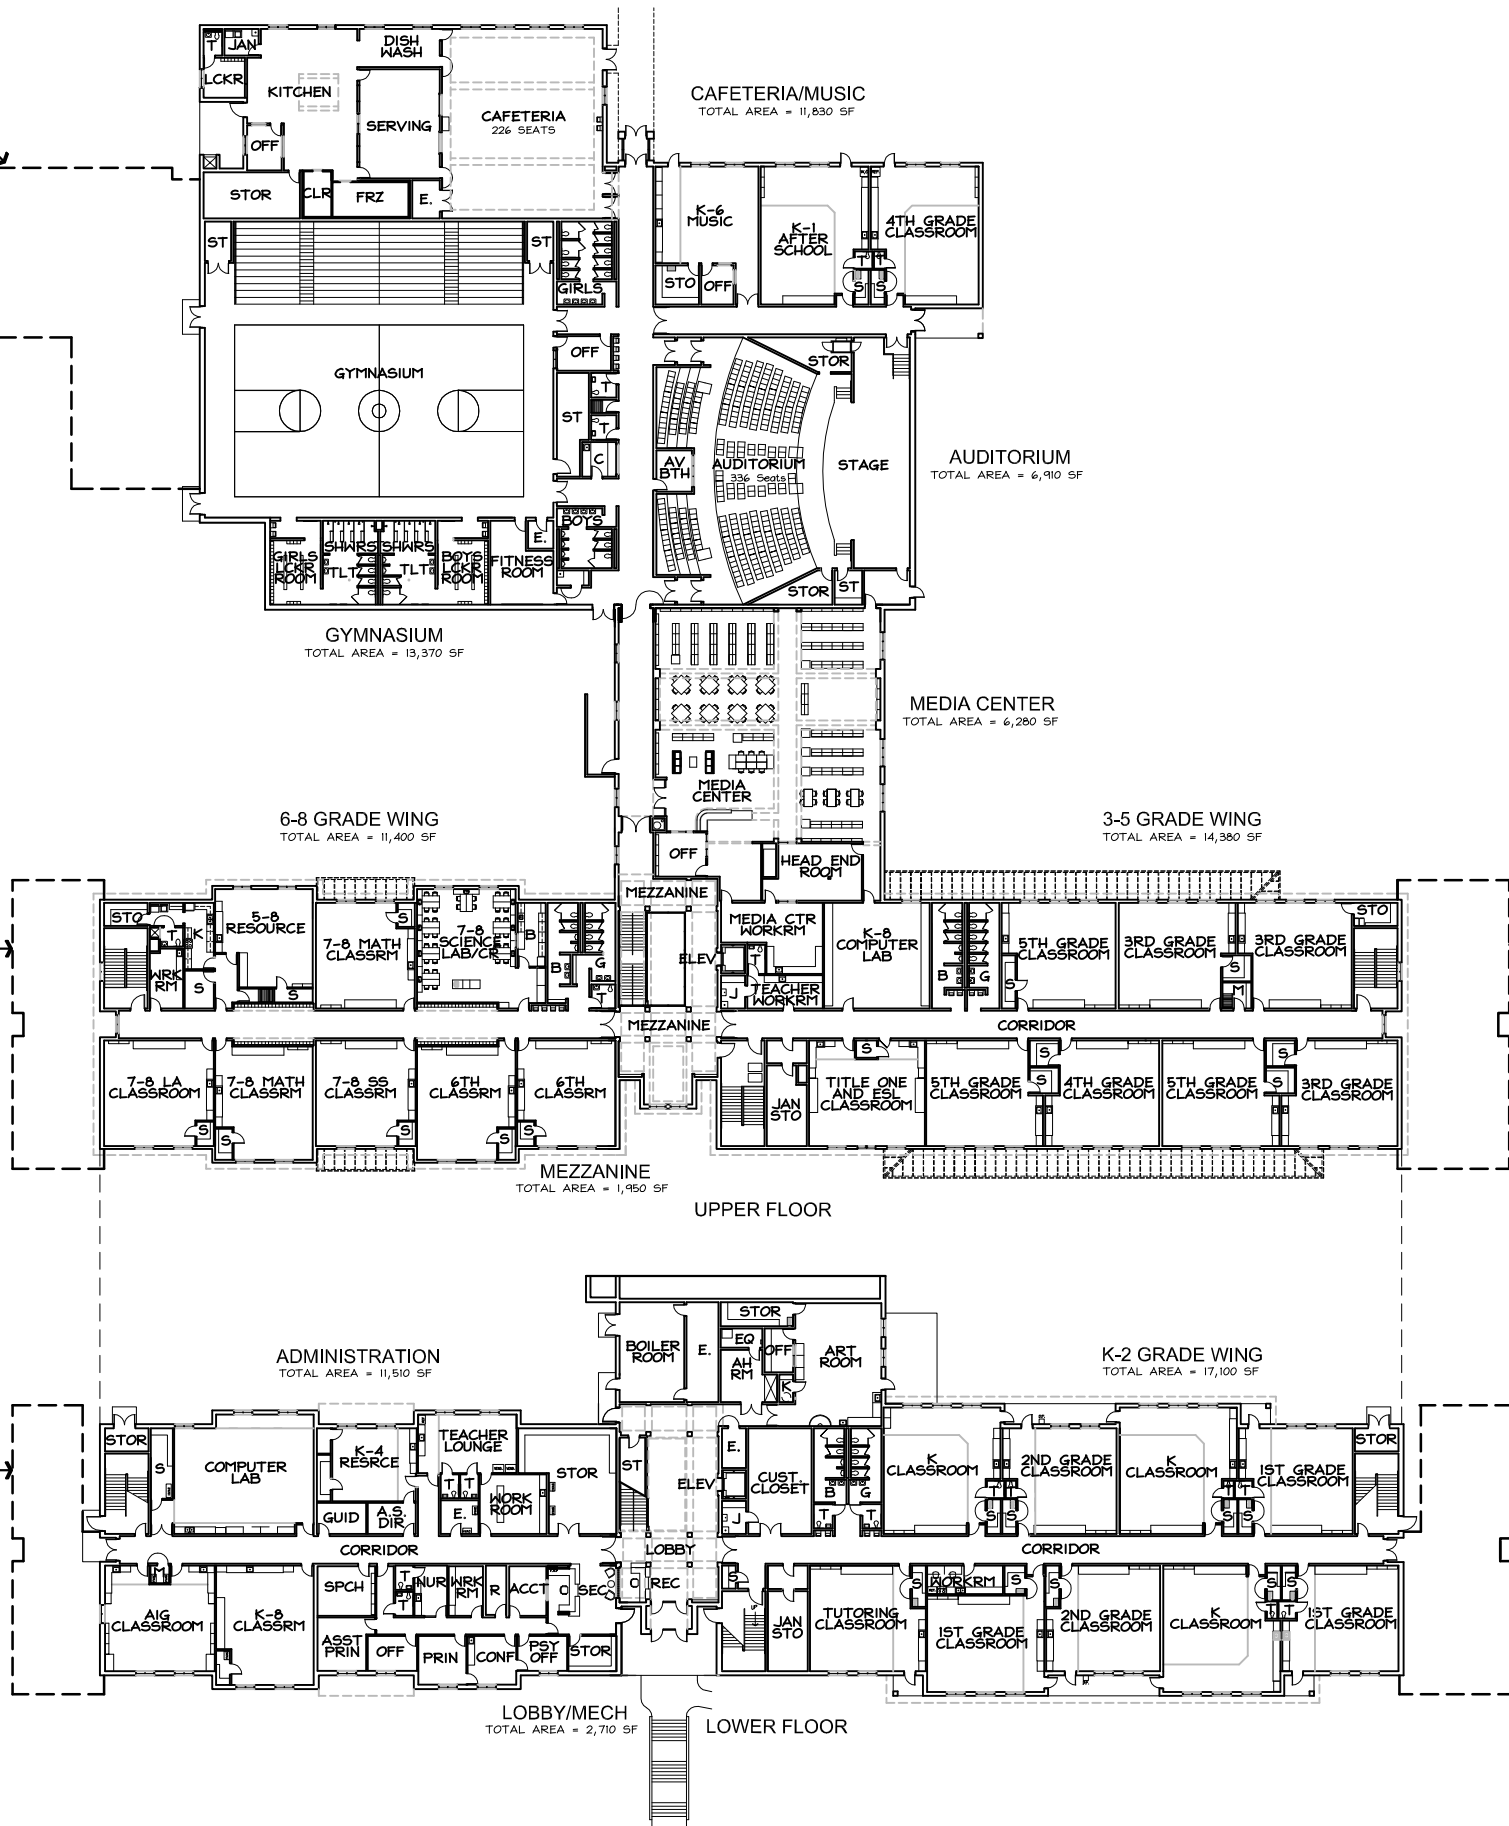 T
JAN
DISH
WASH
LCKR
KITCHEN
SERVING
CAFETERIA
226 SEATS
OFF
STOR
CLR
FRZ
E.
CAFETERIA/MUSIC
TOTAL AREA = 11,830 SF
K-6
MUSIC
K-1
AFTER
SCHOOL
4TH GRADE
CLASSROOM
STO
OFF
T
T
S
S
ST
ST
GIRLS
GYMNASIUM
OFF
ST
T
T
C
BOYS
E.
GIRLS
LCKR
ROOM
SHWRS
TLT
SHWRS
TLT
BOYS
LCKR
ROOM
FITNESS
ROOM
STOR
AV
BTH
AUDITORIUM
336 Seats
STAGE
STOR
ST
AUDITORIUM
TOTAL AREA = 6,910 SF
GYMNASIUM
TOTAL AREA = 13,370 SF
MEDIA CENTER
TOTAL AREA = 6,280 SF
MEDIA
CENTER
OFF
HEAD END
ROOM
6-8 GRADE WING
TOTAL AREA = 11,400 SF
3-5 GRADE WING
TOTAL AREA = 14,380 SF
STO
T
K
WRK
RM
S
5-8
RESOURCE
S
7-8 MATH
CLASSRM
S
7-8
SCIENCE
LAB/CR
B
B
G
T
MEZZANINE
MEZZANINE
ELEV
MEDIA CTR
WORKRM
T
J
TEACHER
WORKRM
K-8
COMPUTER
LAB
B
G
5TH GRADE
CLASSROOM
S
3RD GRADE
CLASSROOM
S
M
3RD GRADE
CLASSROOM
STO
CORRIDOR
7-8 LA
CLASSROOM
S
7-8 MATH
CLASSRM
S
7-8 SS
CLASSRM
S
6TH
CLASSRM
S
6TH
CLASSRM
S
JAN
STO
TITLE ONE
AND ESL
CLASSROOM
S
5TH GRADE
CLASSROOM
S
S
4TH GRADE
CLASSROOM
5TH GRADE
CLASSROOM
S
S
3RD GRADE
CLASSROOM
MEZZANINE
TOTAL AREA = 1,950 SF
UPPER FLOOR
ADMINISTRATION
TOTAL AREA = 11,510 SF
K-2 GRADE WING
TOTAL AREA = 17,100 SF
BOILER
ROOM
E.
STOR
EQ
AH
RM
OFF
K
ART
ROOM
STOR
S
COMPUTER
LAB
K-4
RESRCE
GUID
A.S.
DIR.
TEACHER
LOUNGE
T
T
E.
WORK
ROOM
STOR
ST
ELEV
E.
J
CUST.
CLOSET
B
G
T
T
K
CLASSROOM
2ND GRADE
CLASSROOM
T
T
S
S
K
CLASSROOM
1ST GRADE
CLASSROOM
T
T
S
S
STOR
CORRIDOR
LOBBY
CORRIDOR
M
AIG
CLASSROOM
K-8
CLASSRM
SPCH
T
T
NUR
WRK
RM
R
ACCT
O
SEC
O
REC
ASST
PRIN
OFF
PRIN
CONF
PSY
OFF
STOR
S
JAN
STO
TUTORING
CLASSROOM
S
WORKRM
S
1ST GRADE
CLASSROOM
S
2ND GRADE
CLASSROOM
K
CLASSROOM
S
S
T
T
1ST GRADE
CLASSROOM
LOBBY/MECH
TOTAL AREA = 2,710 SF
LOWER FLOOR